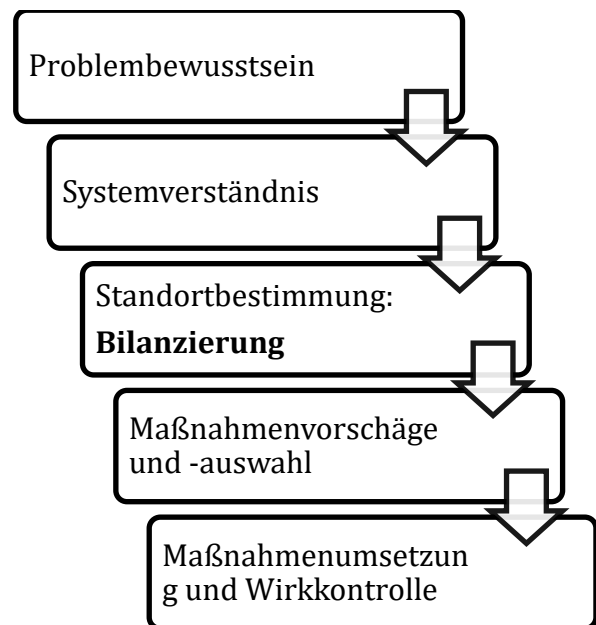 Problembewusstsein
Systemverständnis
Standortbestimmung:
Bilanzierung
Maßnahmenvorschäge
und -auswahl
Maßnahmenumsetzun
g und Wirkkontrolle